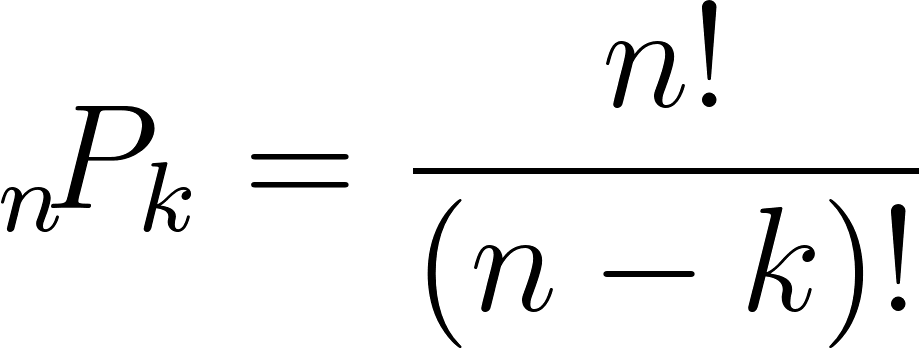 nPk = n! / (n − k)!